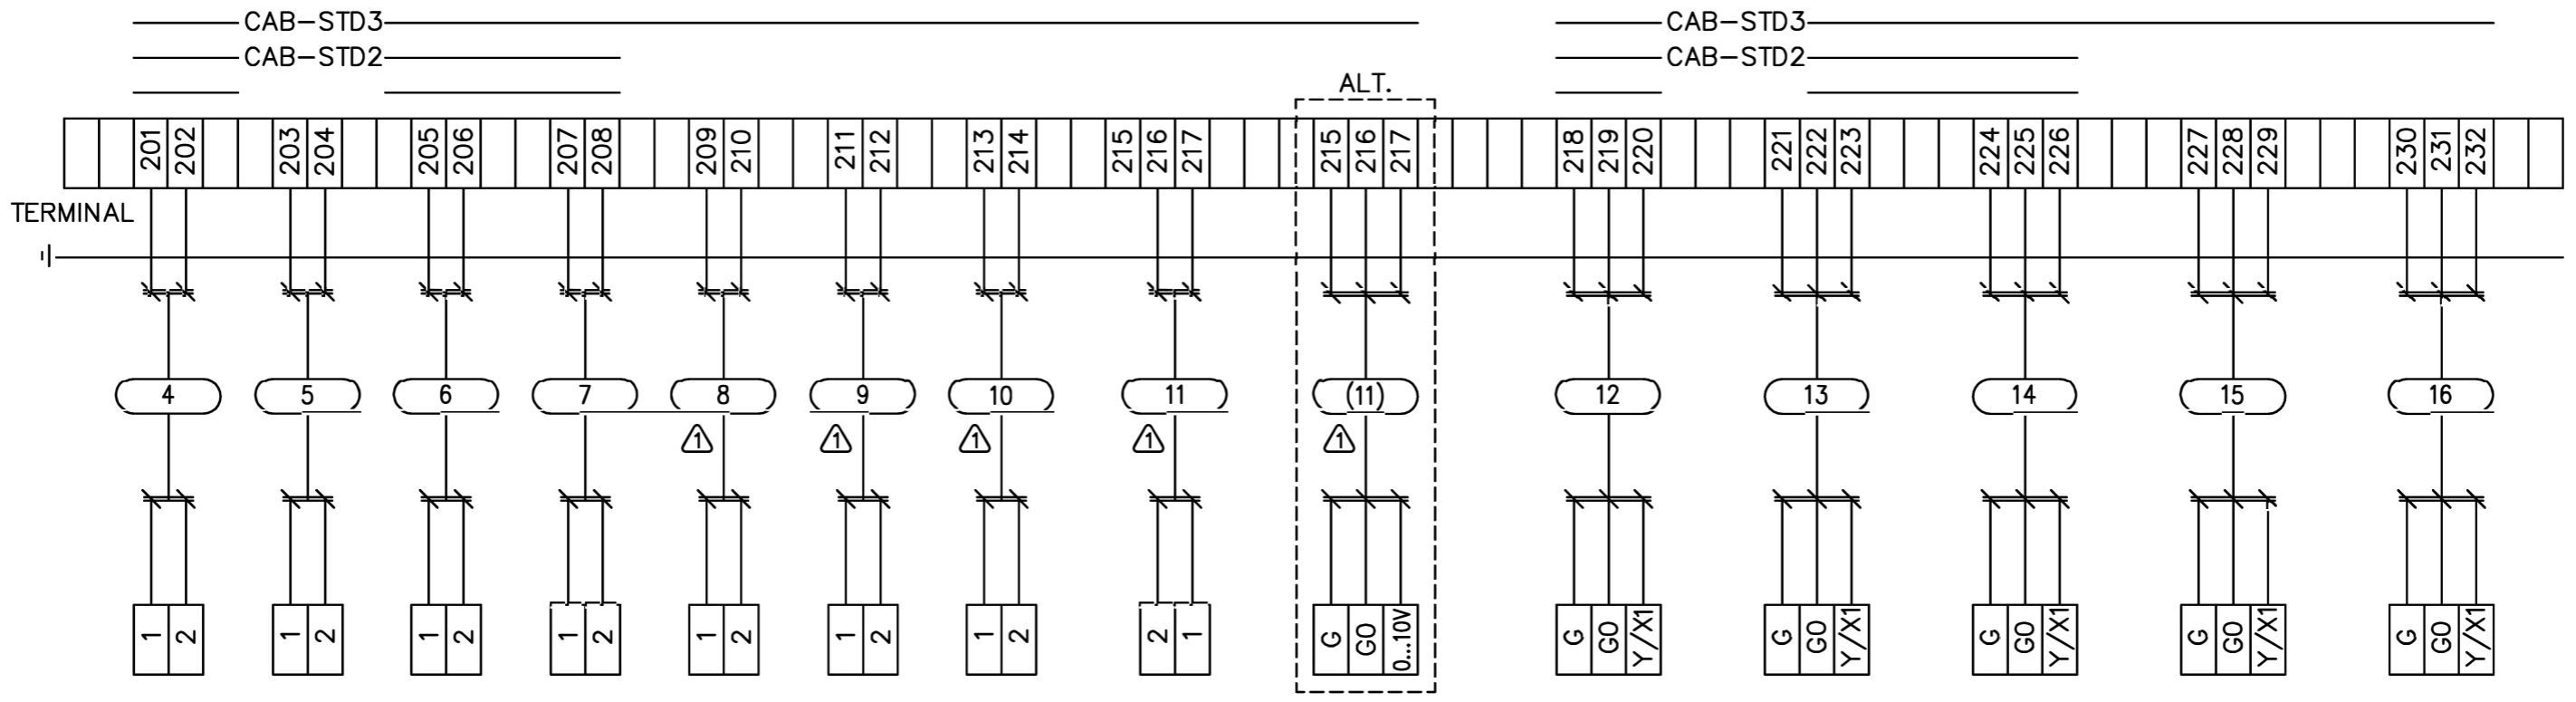 CAB-STD3 CAB-STD3
CAB-STD2 CAB-STD2
ALT.
201 202 203 204 205 206 207 208 209 210 211 212 213 214 215 216 217 215 216 217 218 219 220 221 222 223 224 225 226 227 228 229 230 231 232
TERMINAL
4 5 6 7 8 9 10 11 (11) 12 13 14 15 16
1 1 1 1 1
1 2 1 2 1 2 1 2 1 2 1 2 1 2 2 1 G G0 0...10V G G0 Y/X1 G G0 Y/X1 G G0 Y/X1 G G0 Y/X1 G G0 Y/X1